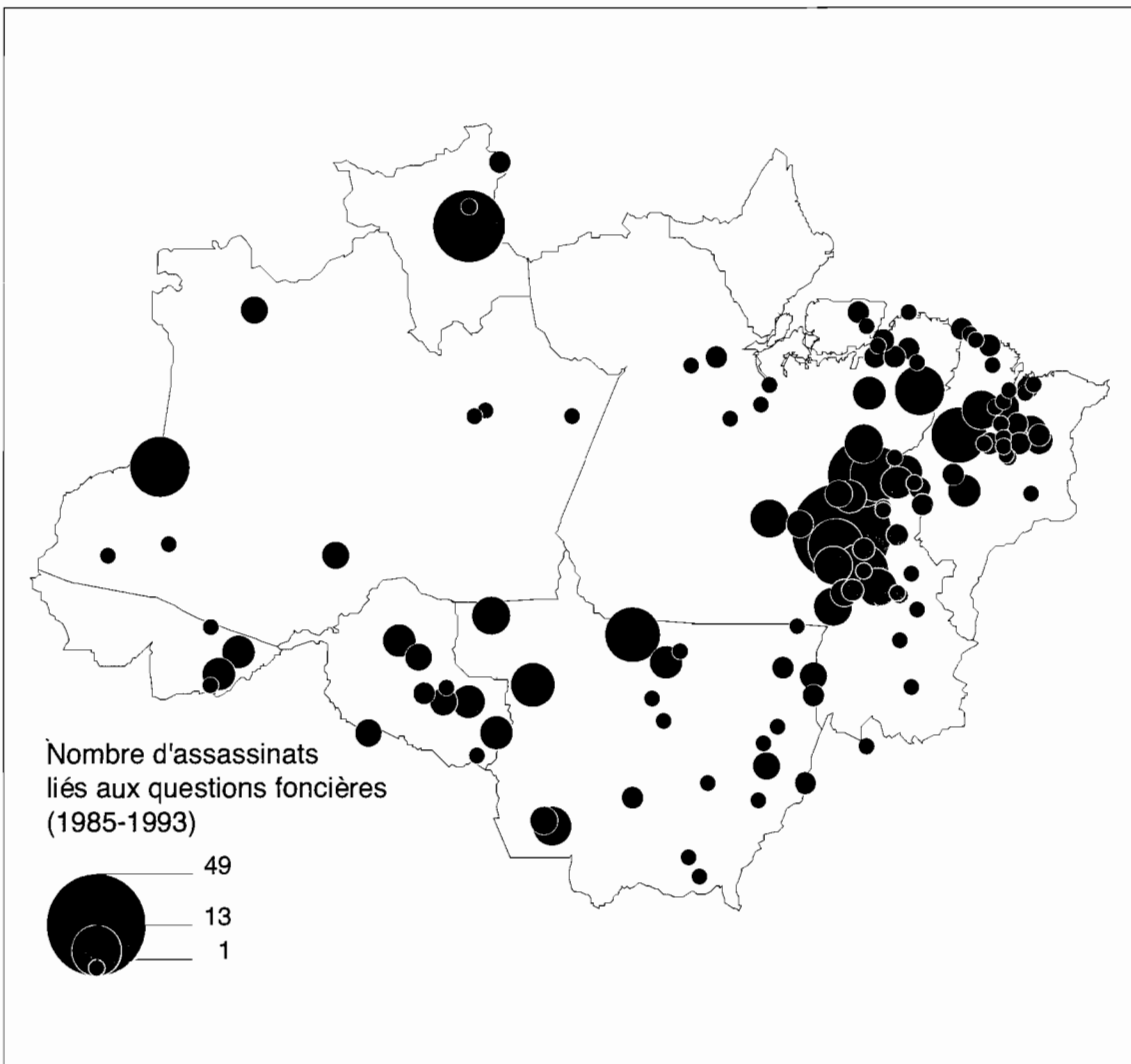 Nombre d'assassinats
liés aux questions foncières
(1985-1993)
49
13
1